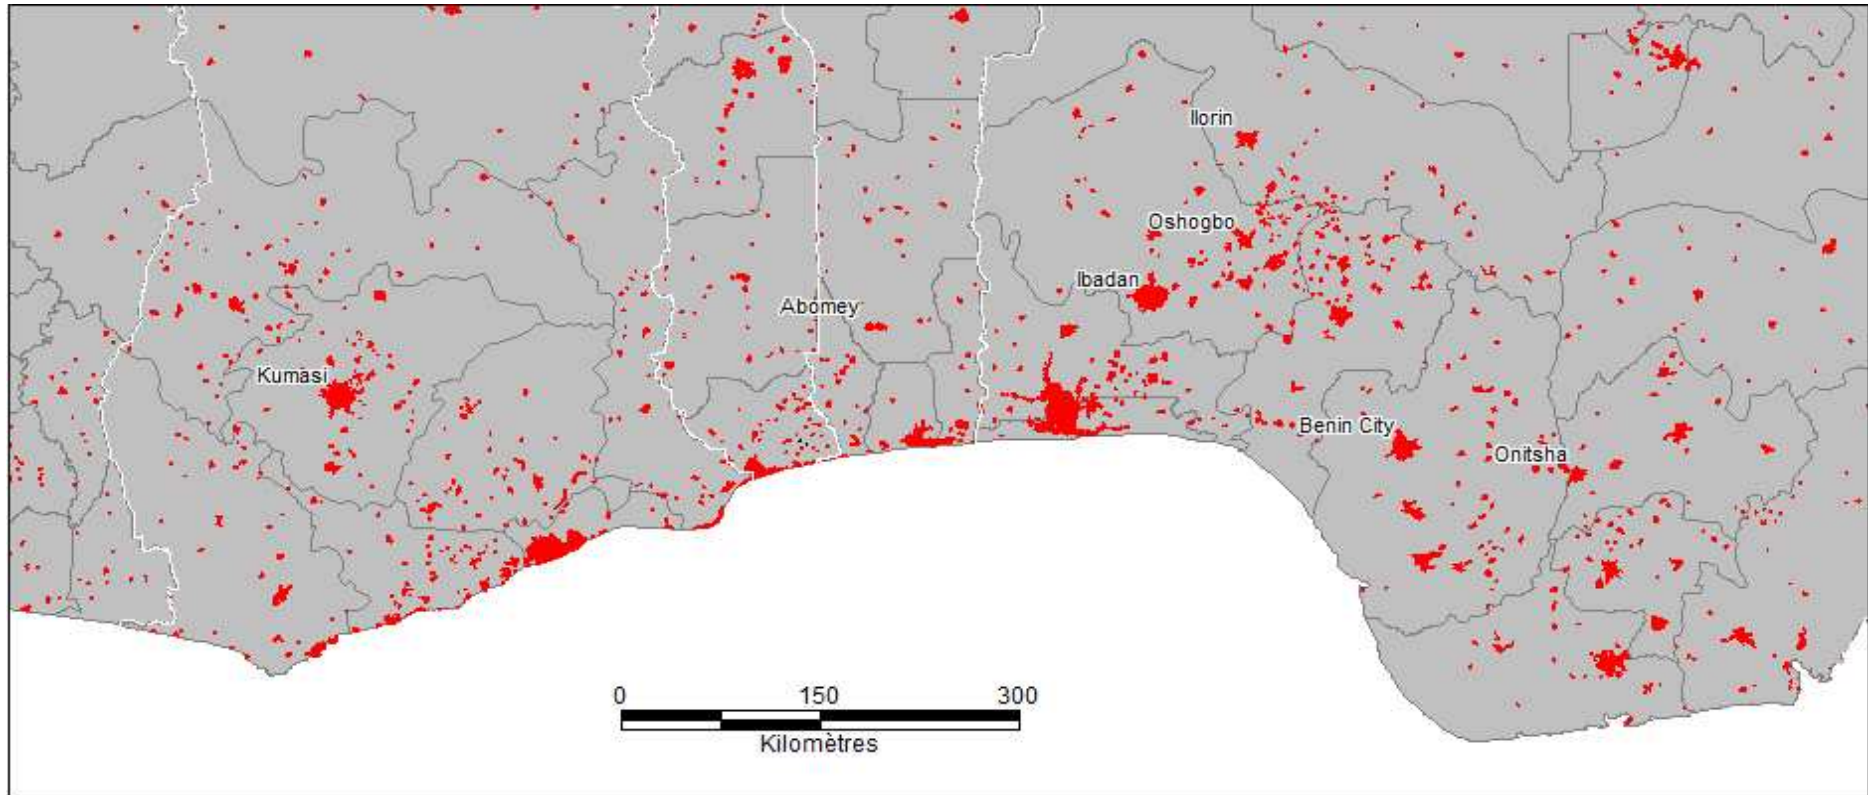 Ilorin
Oshogbo
Ibadan
Abomey
Kumasi
Benin City
Onitsha
0 150 300
Kilomètres